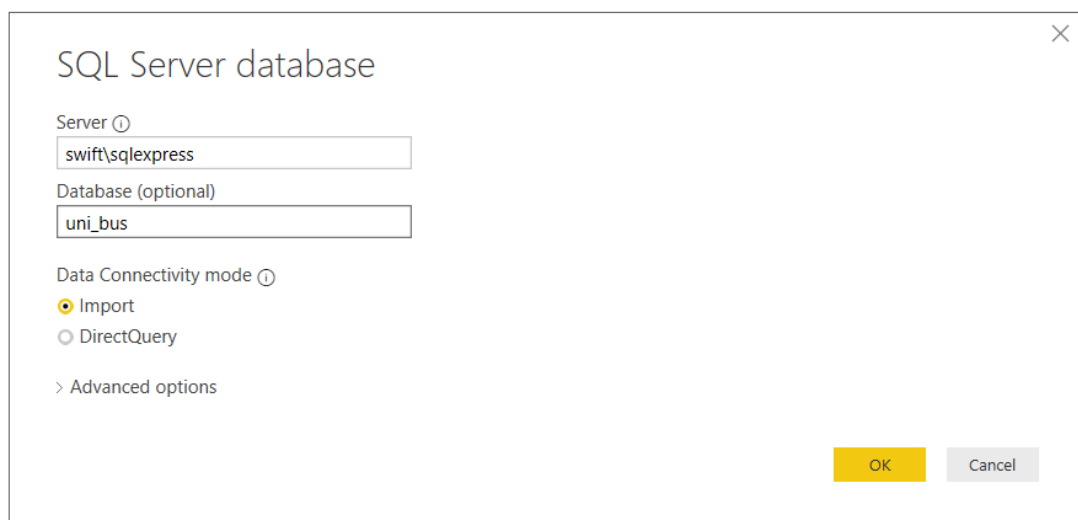 SQL Server database
Server
swift\sqlexpress
Database (optional)
uni_bus
Data Connectivity mode
Import
DirectQuery
Advanced options
OK Cancel